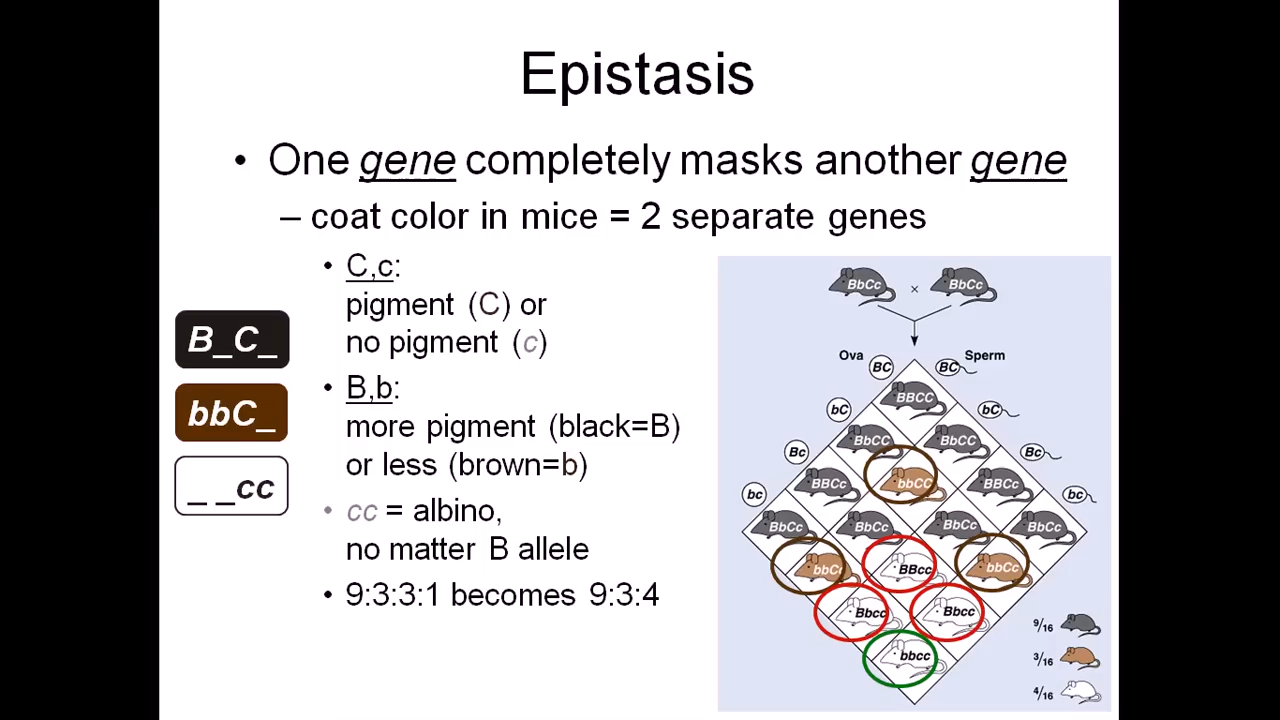 Epistasis
• One gene completely masks another gene
– coat color in mice = 2 separate genes
• C,c:
pigment (C) or
no pigment (c)
• B,b:
more pigment (black=B)
or less (brown=b)
• cc = albino,
no matter B allele
• 9:3:3:1 becomes 9:3:4
B_C_
bbC_
_ _cc
BbCc × BbCc
Ova Sperm
BC BC
BBCC
bC bC
BbCC BbCC
Bc Bc
BBCc bbCC BBCc
bc bc
BbCc BbCc BbCc BbCc
bbCc BBcc bbCc
Bbcc Bbcc
bbcc
9/16
3/16
4/16